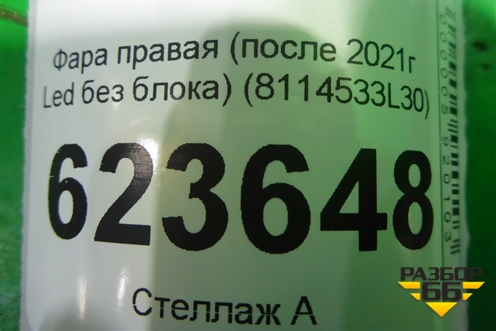 Фара правая (после 2021г
Led без блока) (8114533L30)
623648
Стеллаж А
РАЗБОР
66